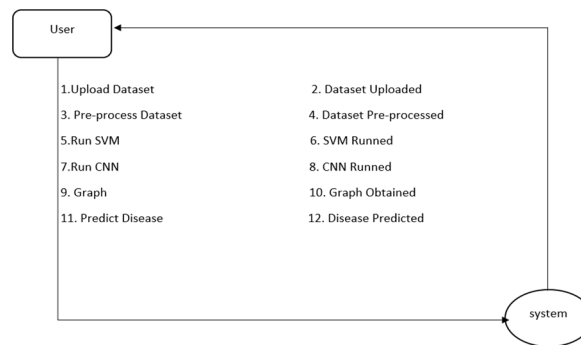 User
1.Upload Dataset
2. Dataset Uploaded
3. Pre-process Dataset
4. Dataset Pre-processed
5.Run SVM
6. SVM Runned
7.Run CNN
8. CNN Runned
9. Graph
10. Graph Obtained
11. Predict Disease
12. Disease Predicted
system